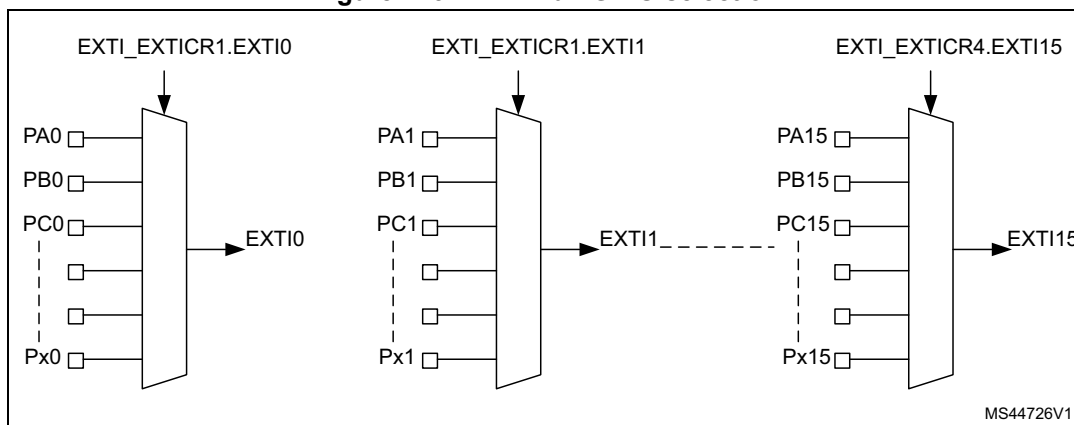 EXTI_EXTICR1.EXTI0 EXTI_EXTICR1.EXTI1 EXTI_EXTICR4.EXTI15
PA0 PA1 PA15
PB0 PB1 PB15
PC0 PC1 PC15
EXTI0 EXTI1 EXTI15
Px0 Px1 Px15
MS44726V1